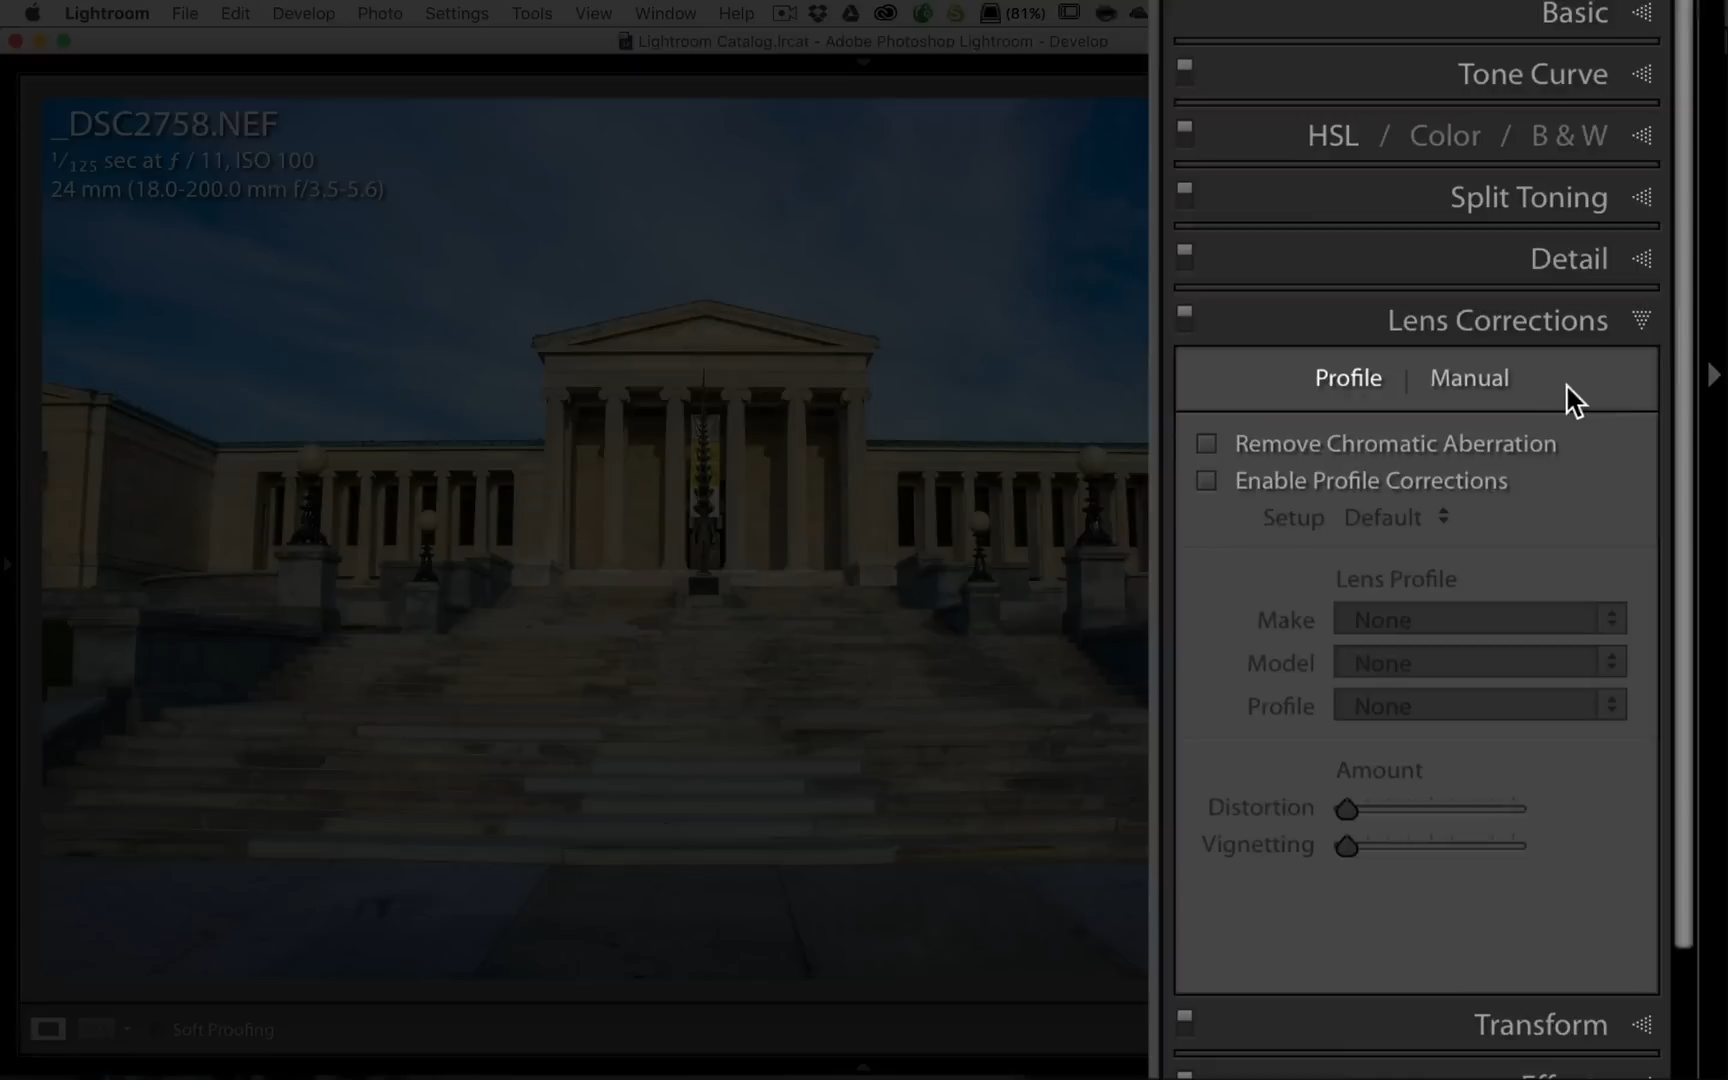 Lightroom File Edit Develop Photo Settings Tools View Window Help (81%)
Lightroom Catalog.lrcat - Adobe Photoshop Lightroom - Develop
_DSC2758.NEF
1/125 sec at ƒ / 11, ISO 100
24 mm (18.0-200.0 mm f/3.5-5.6)
Soft Proofing
Basic
Tone Curve
HSL / Color / B & W
Split Toning
Detail
Lens Corrections
Profile | Manual
Remove Chromatic Aberration
Enable Profile Corrections
Setup Default
Lens Profile
Make None
Model None
Profile None
Amount
Distortion
Vignetting
Transform